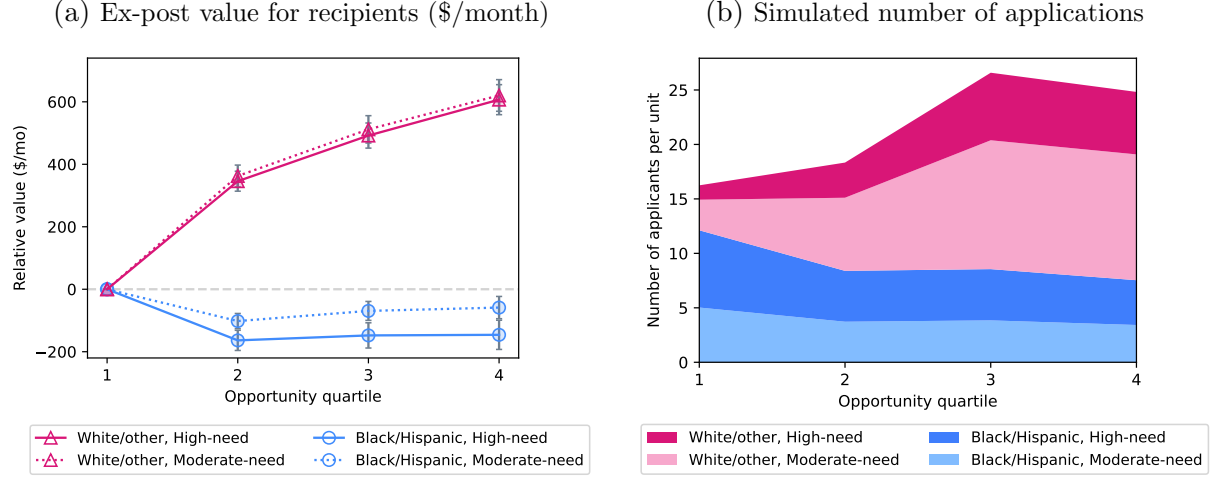 (a) Ex-post value for recipients ($/month)
Relative value ($/mo)
600
400
200
0
−200
1 2 3 4
Opportunity quartile
White/other, High-need Black/Hispanic, High-need
White/other, Moderate-need Black/Hispanic, Moderate-need
(b) Simulated number of applications
Number of applicants per unit
25
20
15
10
5
0
1 2 3 4
Opportunity quartile
White/other, High-need Black/Hispanic, High-need
White/other, Moderate-need Black/Hispanic, Moderate-need